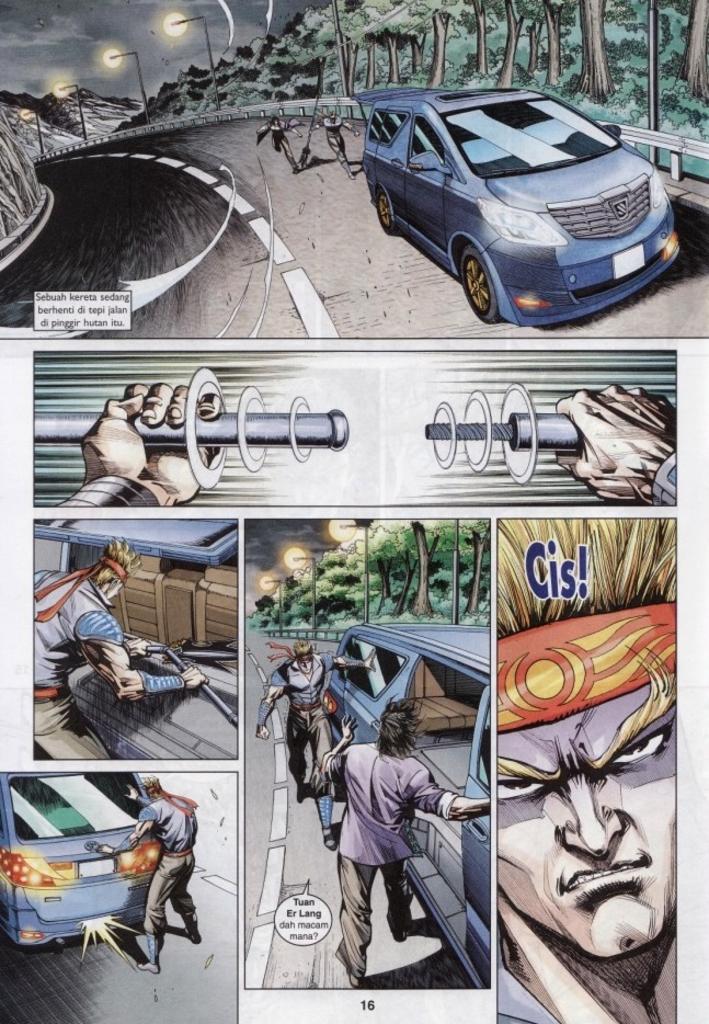 Sebuah kereta sedang
berhenti di tepi jalan
di pinggir hutan itu.
Cis!
Tuan
Er Lang
dah macam
mana?
16